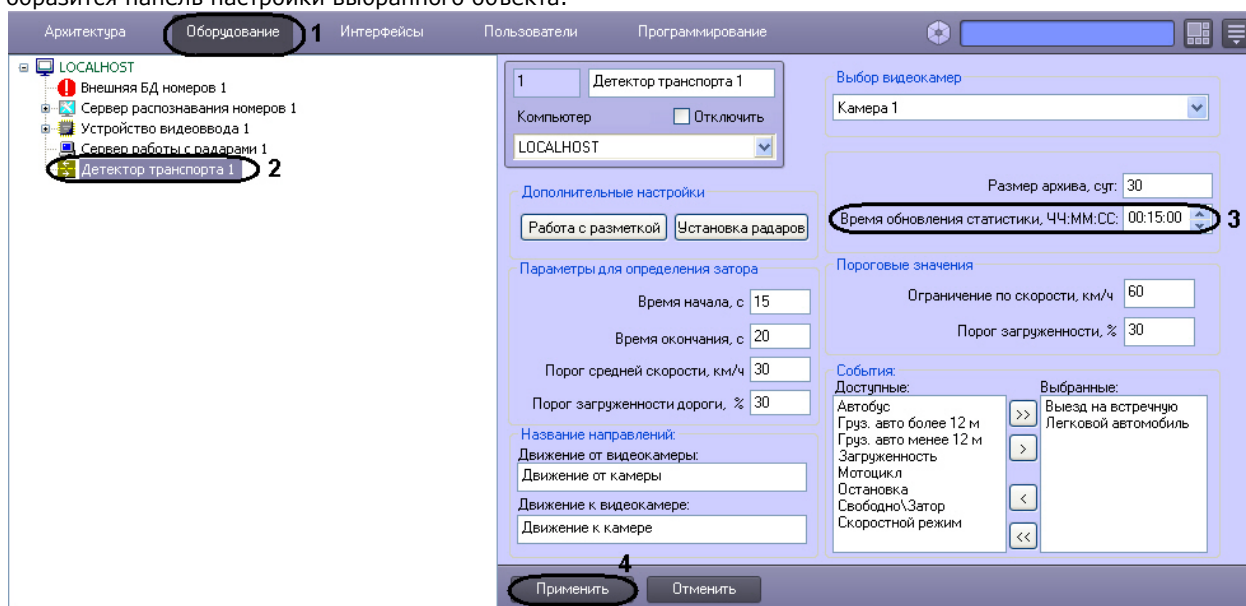 образится панель настройки выбранного объекта.
Архитектура Оборудование 1 Интерфейсы Пользователи Программирование
LOCALHOST
Внешняя БД номеров 1
Сервер распознавания номеров 1
Устройство видеоввода 1
Сервер работы с радарами 1
Детектор транспорта 1 2
1 Детектор транспорта 1
Компьютер Отключить
LOCALHOST
Дополнительные настройки
Работа с разметкой Установка радаров
Параметры для определения затора
Время начала, с 15
Время окончания, с 20
Порог средней скорости, км/ч 30
Порог загруженности дороги, % 30
Название направлений:
Движение от видеокамеры:
Движение от камеры
Движение к видеокамере:
Движение к камере
Выбор видеокамер
Камера 1
Размер архива, сут: 30
Время обновления статистики, ЧЧ:ММ:СС: 00:15:00 3
Пороговые значения
Ограничение по скорости, км/ч 60
Порог загруженности, % 30
События:
Доступные:
Автобус
Груз. авто более 12 м
Груз. авто менее 12 м
Загруженность
Мотоцикл
Остановка
Свободно\Затор
Скоростной режим
>>
>
<
<<
Выбранные:
Выезд на встречную
Легковой автомобиль
4
Применить Отменить